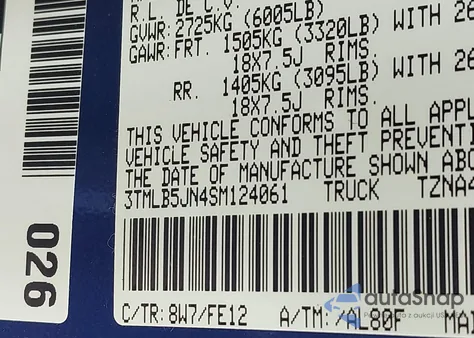 R.L. DE C.V.
GVWR: 2725KG (6005LB)
GAWR: FRT. 1505KG (3320LB) WITH 26
18X7.5J RIMS.
RR. 1405KG (3095LB) WITH 26
18X7.5J RIMS.
THIS VEHICLE CONFORMS TO ALL APPL
VEHICLE SAFETY AND THEFT PREVENTI
THE DATE OF MANUFACTURE SHOWN ABO
3TMLB5JN4SM124061 TRUCK TZNA4
C/TR: 8W7/FE12 A/TM: /AL80F MA
026
autoSnap